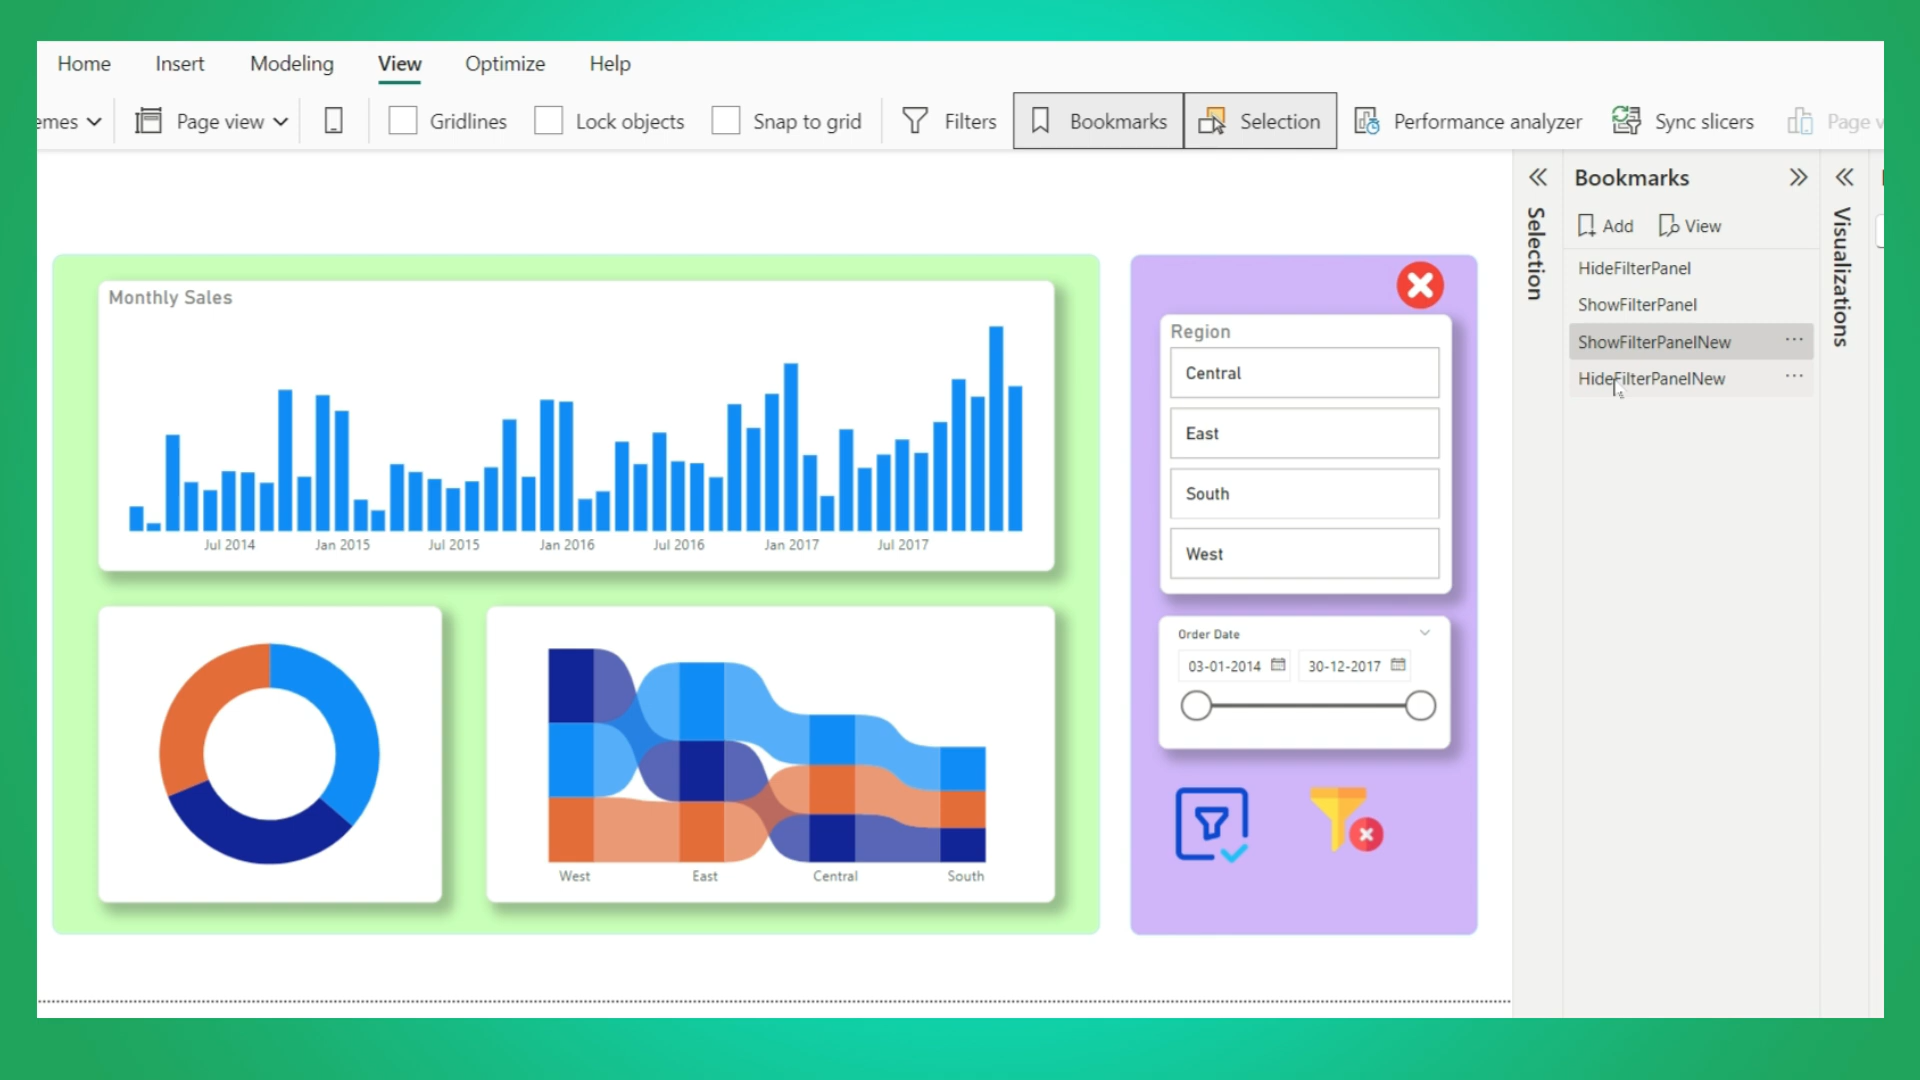 Home Insert Modeling View Optimize Help
emes Page view Gridlines Lock objects Snap to grid Filters Bookmarks Selection Performance analyzer Sync slicers Page v
Selection
Bookmarks
Add View
HideFilterPanel
ShowFilterPanel
ShowFilterPanelNew
HideFilterPanelNew
Visualizations
Monthly Sales
Jul 2014 Jan 2015 Jul 2015 Jan 2016 Jul 2016 Jan 2017 Jul 2017
West East Central South
Region
Central
East
South
West
Order Date
03-01-2014 30-12-2017